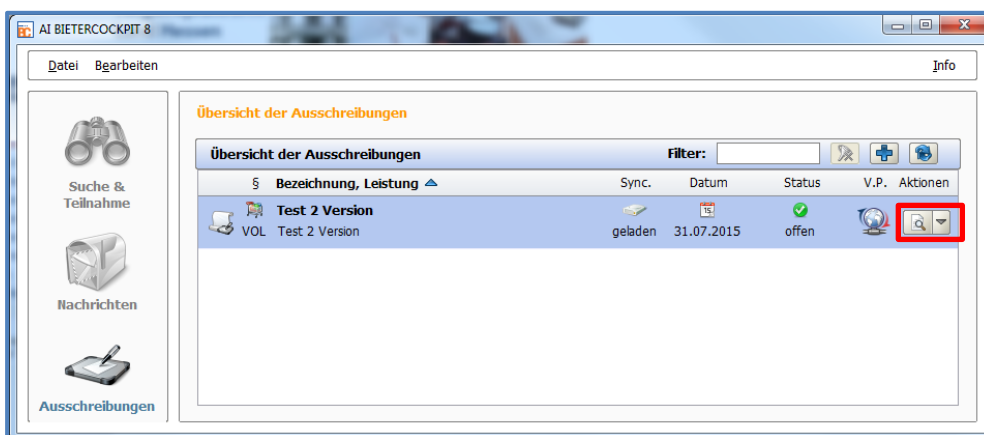 AI BIETERCOCKPIT 8
Datei Bearbeiten Info
Übersicht der Ausschreibungen
Übersicht der Ausschreibungen Filter:
§ Bezeichnung, Leistung Sync. Datum Status V.P. Aktionen
Test 2 Version
VOL Test 2 Version geladen 31.07.2015 offen
Suche &
Teilnahme
Nachrichten
Ausschreibungen